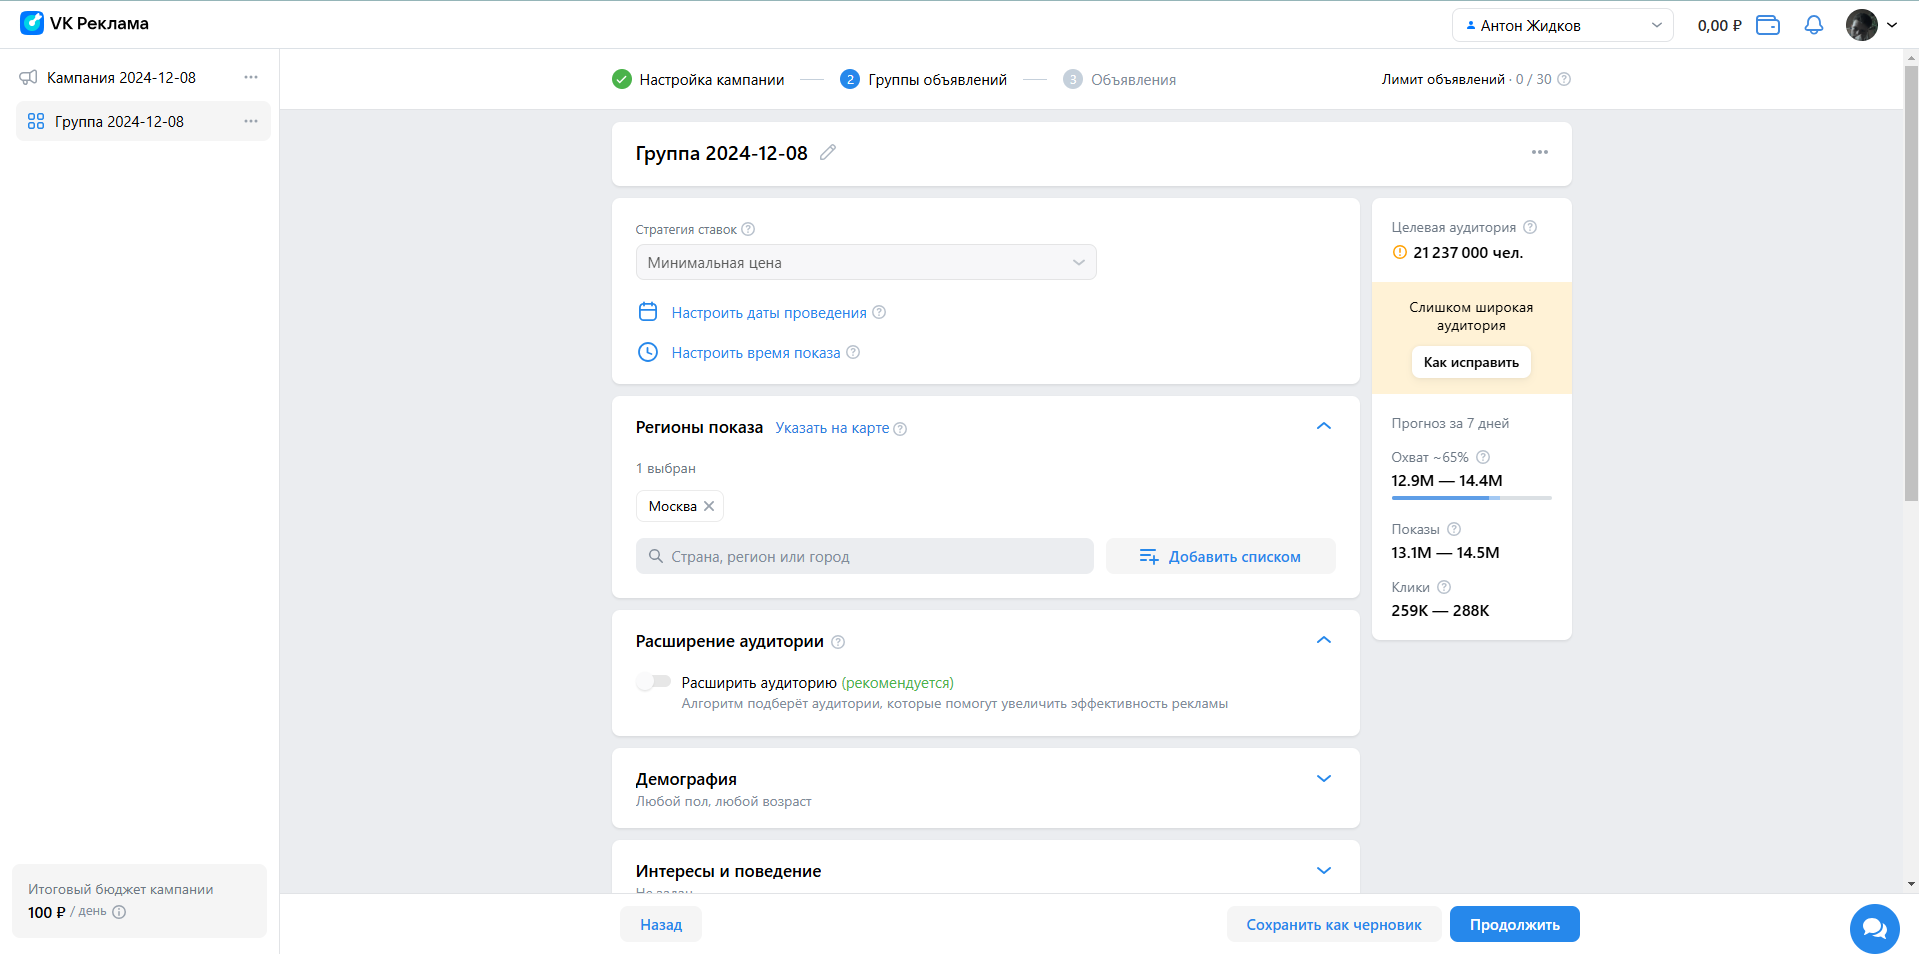 VK Реклама
Антон Жидков
0,00 ₽
Кампания 2024-12-08
Группа 2024-12-08
Настройка кампании
2
Группы объявлений
3
Объявления
Лимит объявлений · 0 / 30
Группа 2024-12-08
Стратегия ставок
Минимальная цена
Настроить даты проведения
Настроить время показа
Целевая аудитория
21 237 000 чел.
Слишком широкая
аудитория
Как исправить
Прогноз за 7 дней
Охват ~65%
12.9M — 14.4M
Показы
13.1M — 14.5M
Клики
259K — 288K
Регионы показа Указать на карте
1 выбран
Москва
Страна, регион или город
Добавить списком
Расширение аудитории
Расширить аудиторию (рекомендуется)
Алгоритм подберёт аудитории, которые помогут увеличить эффективность рекламы
Демография
Любой пол, любой возраст
Интересы и поведение
Не задан
Итоговый бюджет кампании
100 ₽ / день
Назад
Сохранить как черновик
Продолжить